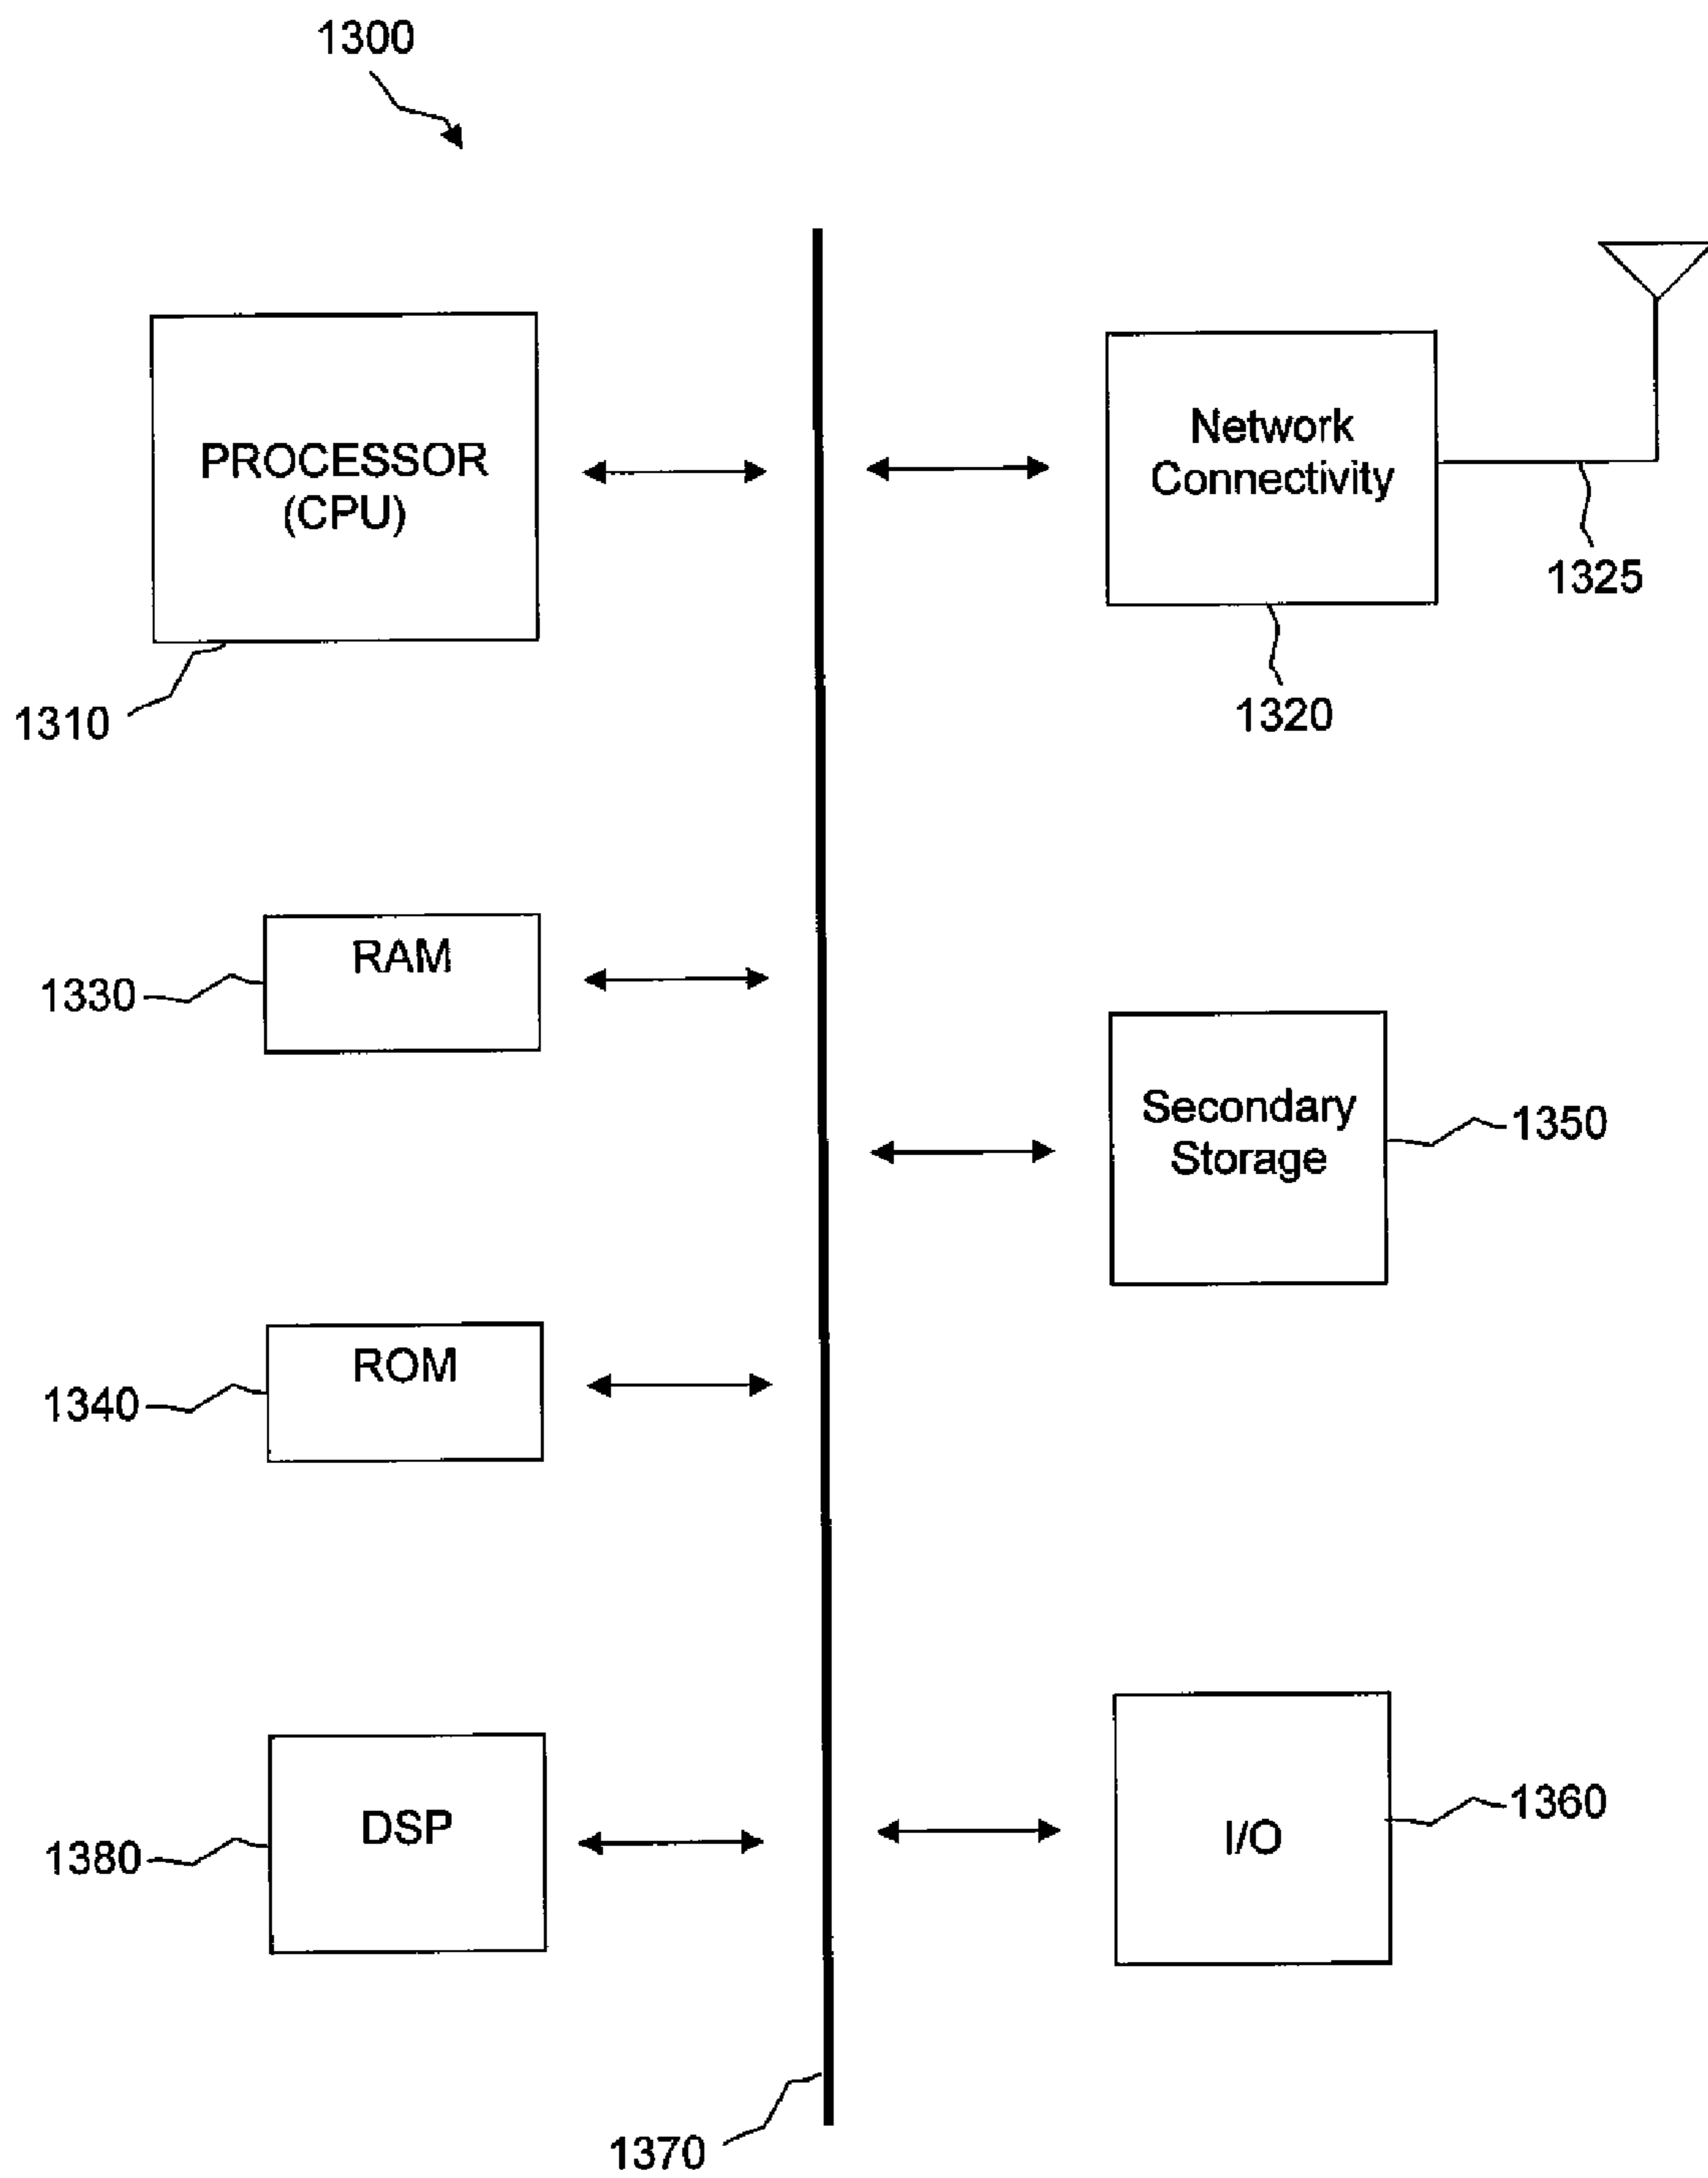 1300
PROCESSOR
(CPU)
1310
Network
Connectivity
1325
1320
RAM
1330
Secondary
Storage
1350
ROM
1340
DSP
1380
I/O
1360
1370